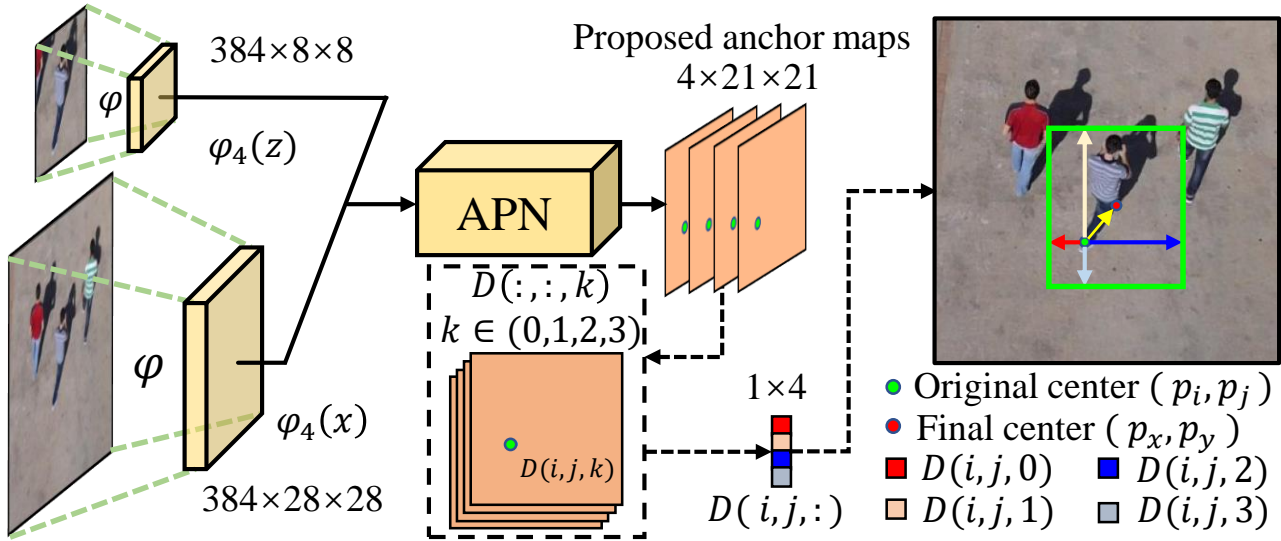 384×8×8
φ
φ₄(z)
Proposed anchor maps
4×21×21
APN
D(:,:,k)
k ∈ (0,1,2,3)
D(i,j,k)
1×4
D(i,j,:)
φ
φ₄(x)
384×28×28
Original center (pᵢ,pⱼ)
Final center (pₓ,p_y)
D(i,j,0) D(i,j,2)
D(i,j,1) D(i,j,3)